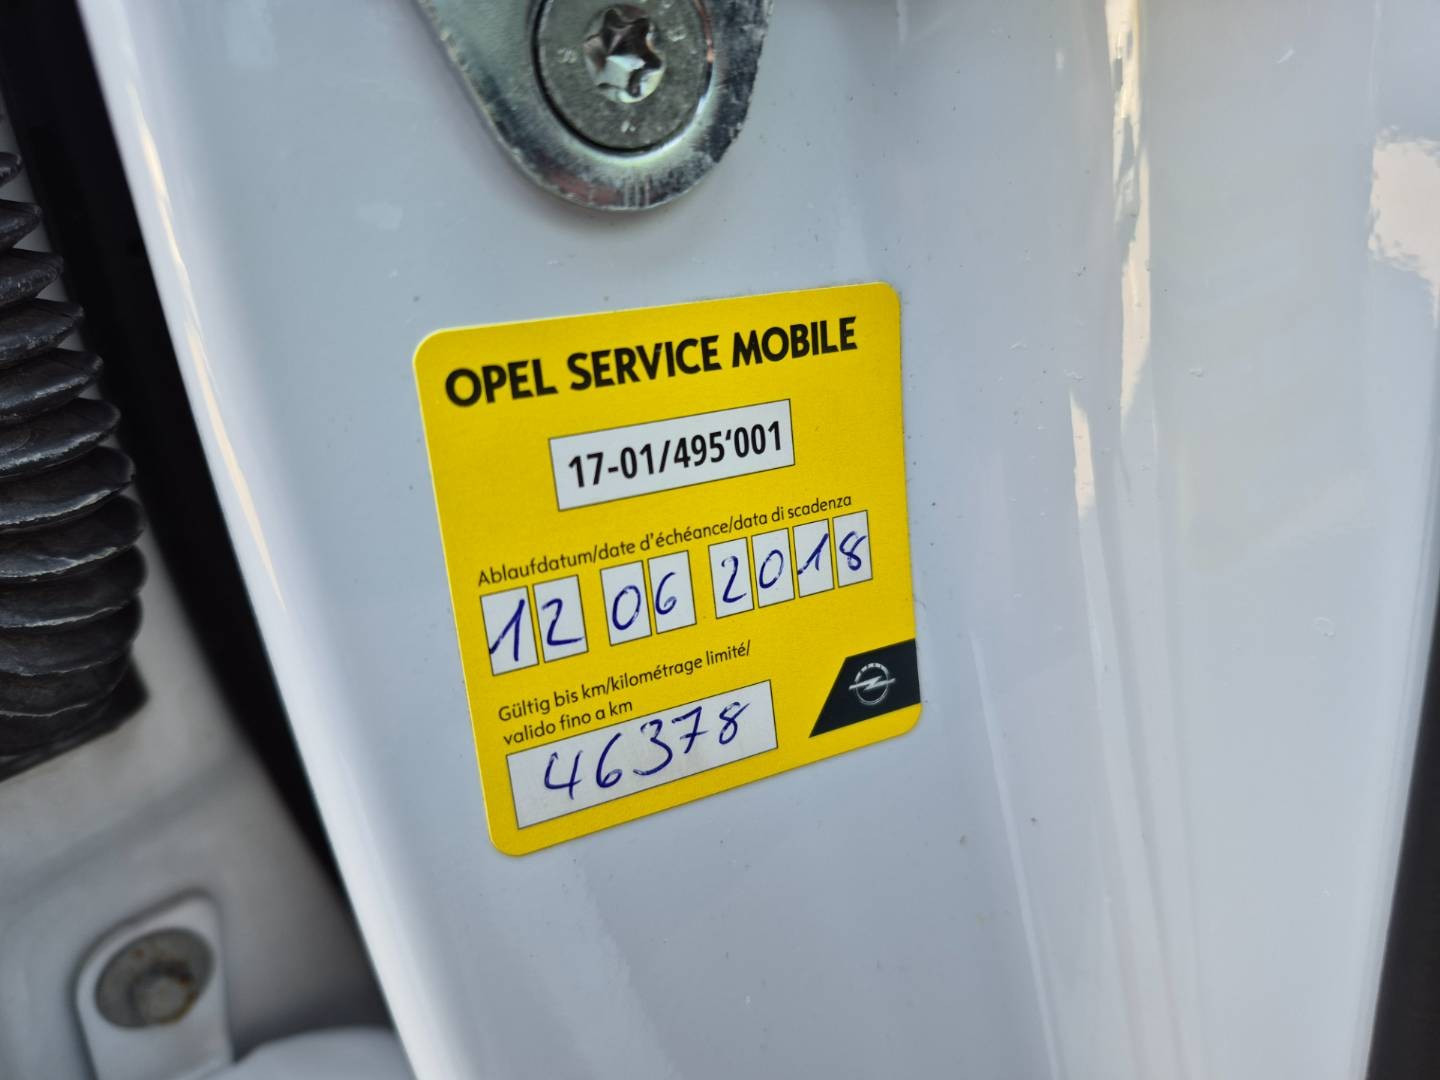 OPEL SERVICE MOBILE
17-01/495'001
Ablaufdatum/date d'échéance/data di scadenza
12 06 2018
Gültig bis km/kilométrage limité/
valido fino a km
46378